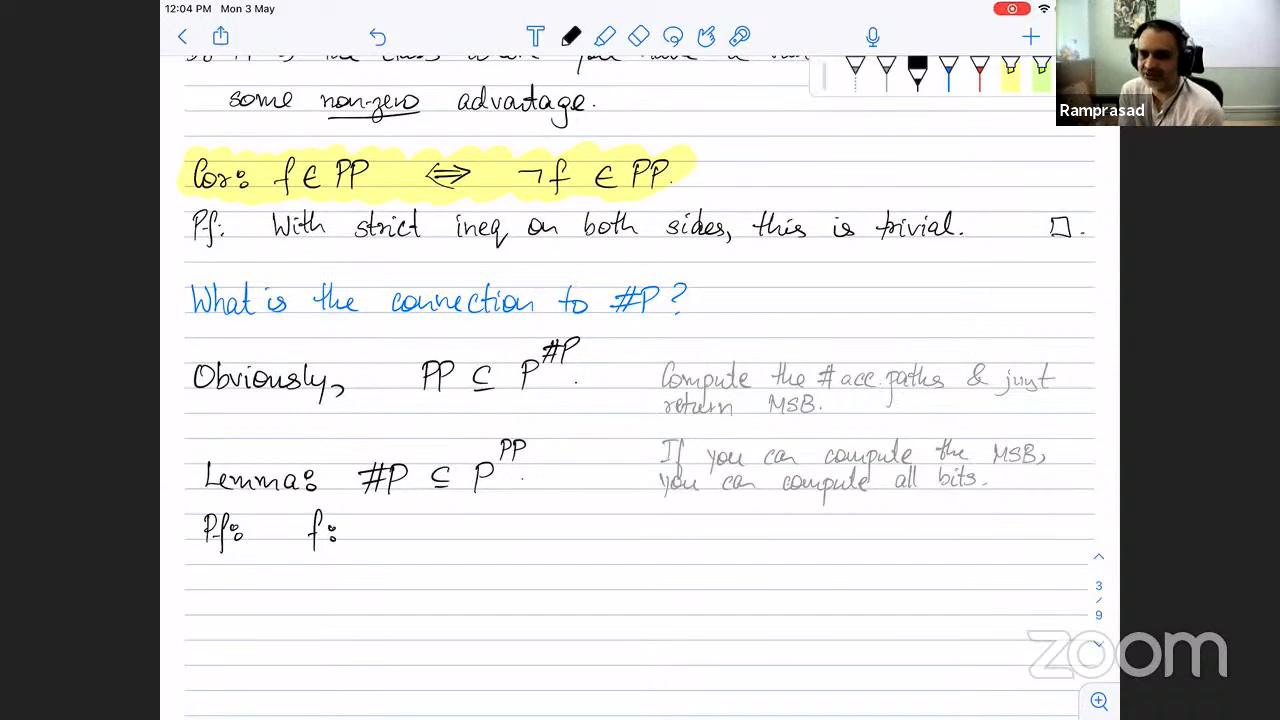 12:04 PM Mon 3 May
some non-zero advantage.
Cor: f ∈ PP ⇔ ¬f ∈ PP.
Pf: With strict ineq on both sides, this is trivial. □.
What is the connection to #P?
Obviously, PP ⊆ P^#P. Compute the # acc. paths & just
return MSB.
Lemma: #P ⊆ P^PP. If you can compute the MSB,
you can compute all bits.
Pf: f:
Ramprasad
3
9
zoom